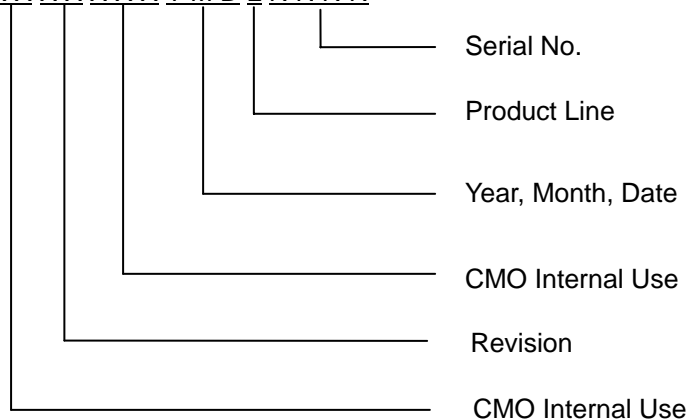 Serial No.
Product Line
Year, Month, Date
CMO Internal Use
Revision
CMO Internal Use